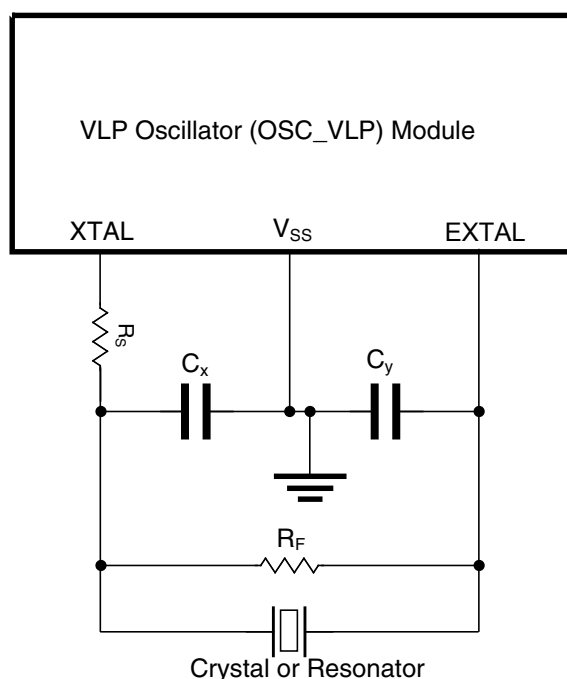 VLP Oscillator (OSC_VLP) Module
XTAL
VSS
EXTAL
RS
Cx
Cy
RF
Crystal or Resonator